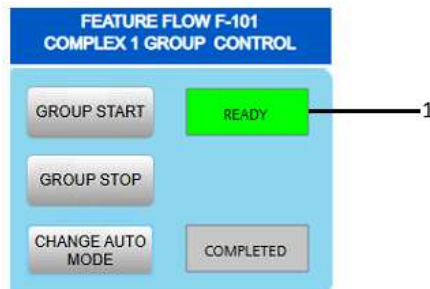 FEATURE FLOW F-101
COMPLEX 1 GROUP CONTROL
GROUP START
READY
1
GROUP STOP
CHANGE AUTO
MODE
COMPLETED